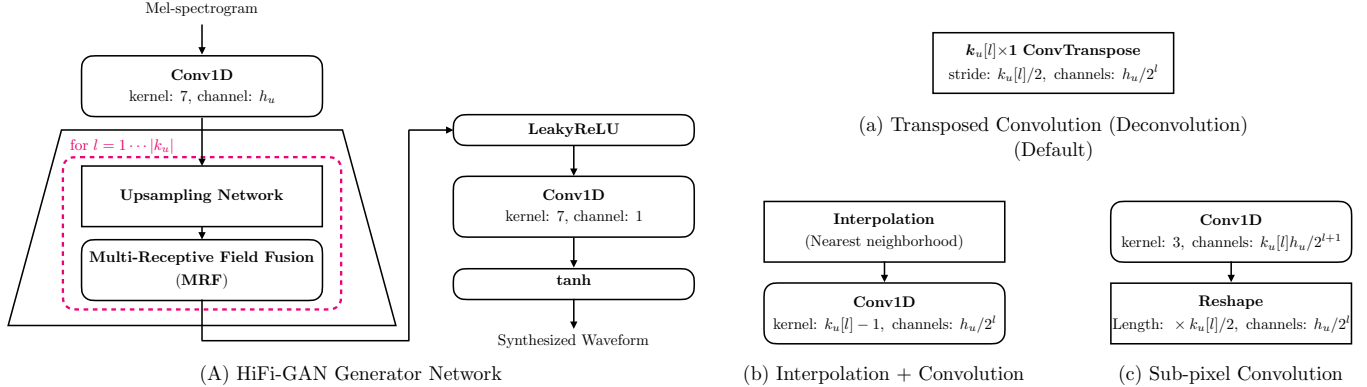 Mel-spectrogram
Conv1D
kernel: 7, channel: h_u
for l = 1 ⋯ |k_u|
Upsampling Network
Multi-Receptive Field Fusion
(MRF)
LeakyReLU
Conv1D
kernel: 7, channel: 1
tanh
Synthesized Waveform
(A) HiFi-GAN Generator Network
k_u[l]×1 ConvTranspose
stride: k_u[l]/2, channels: h_u/2^l
(a) Transposed Convolution (Deconvolution)
(Default)
Interpolation
(Nearest neighborhood)
Conv1D
kernel: k_u[l] − 1, channels: h_u/2^l
(b) Interpolation + Convolution
Conv1D
kernel: 3, channels: k_u[l]h_u/2^{l+1}
Reshape
Length: × k_u[l]/2, channels: h_u/2^l
(c) Sub-pixel Convolution